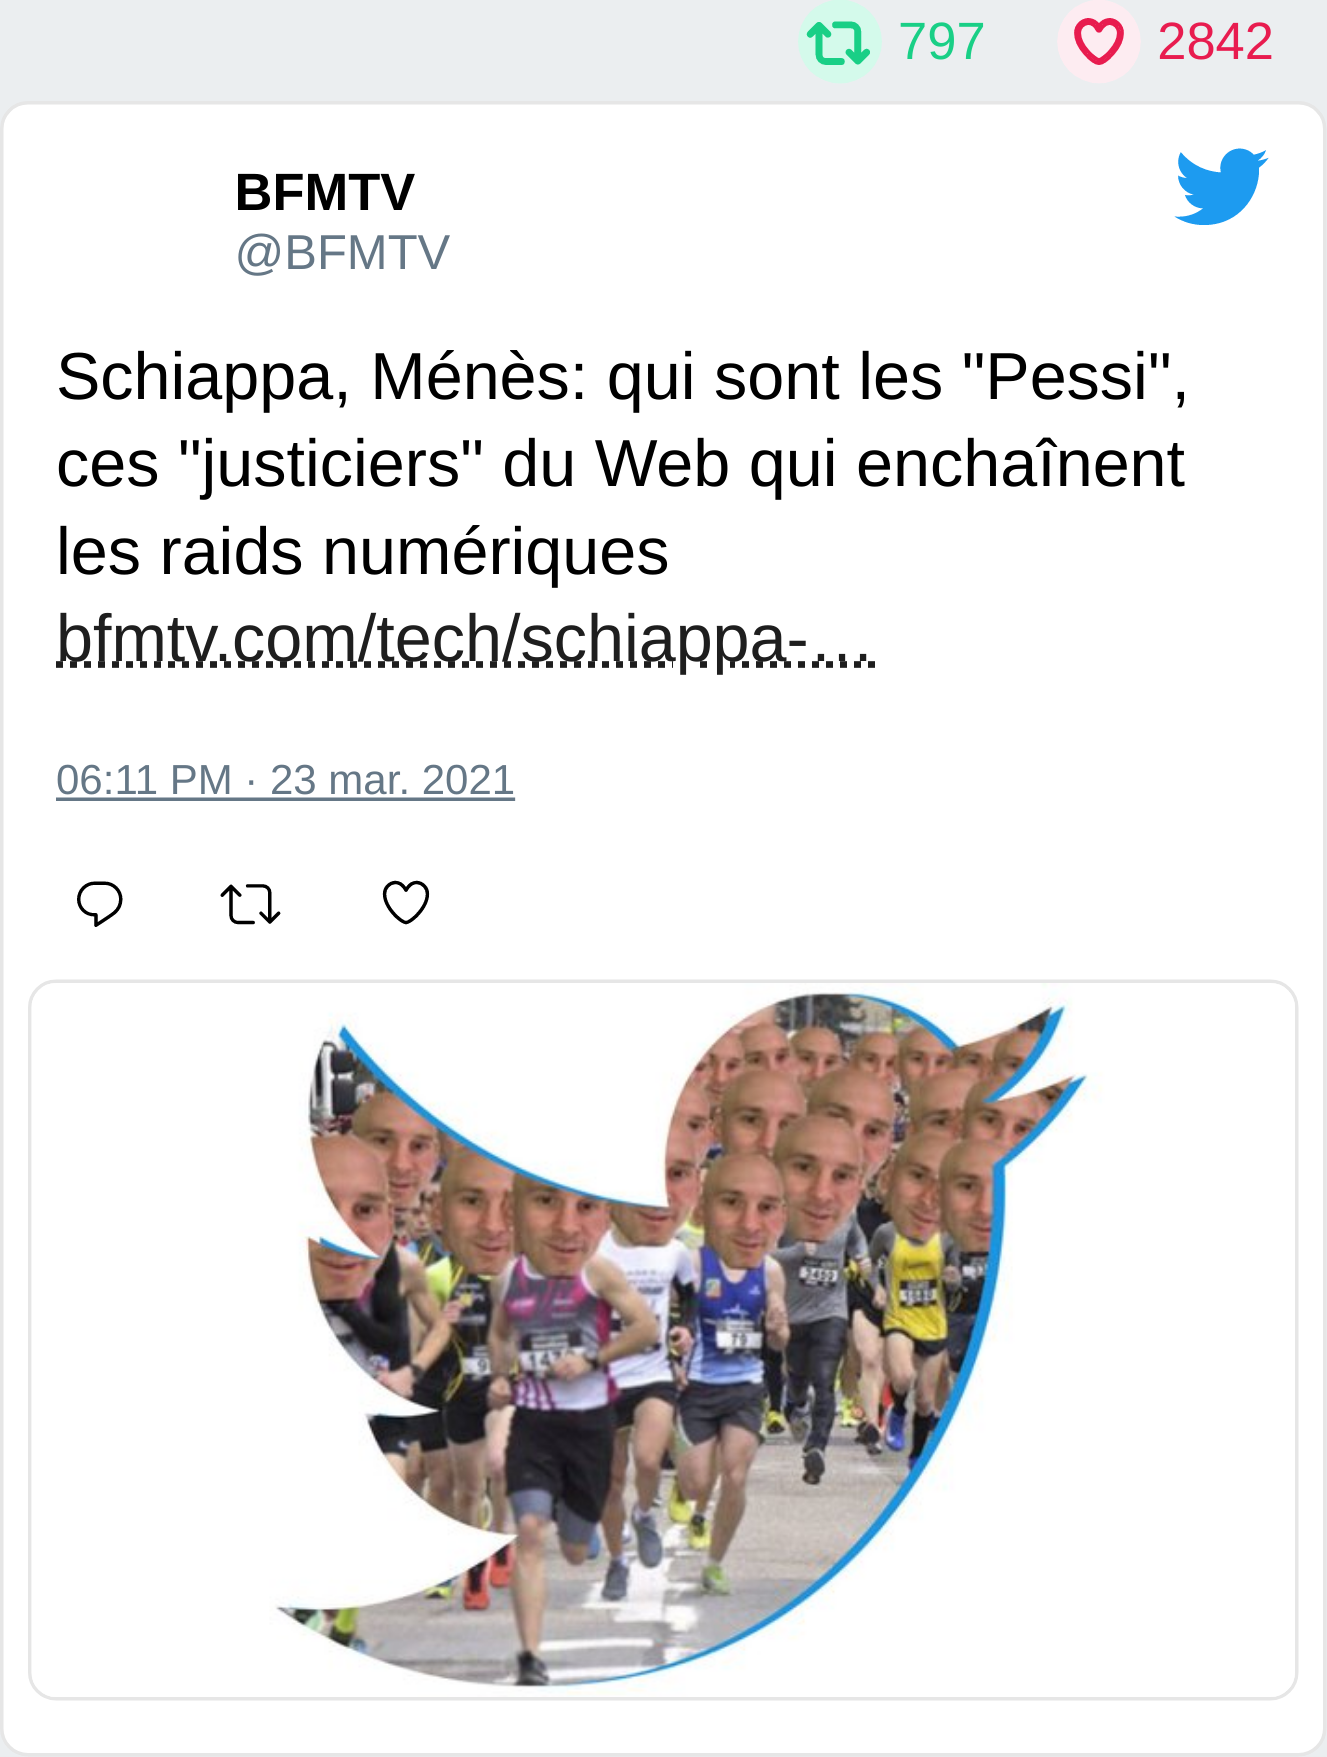 797 2842
BFMTV
@BFMTV
Schiappa, Ménès: qui sont les "Pessi",
ces "justiciers" du Web qui enchaînent
les raids numériques
bfmtv.com/tech/schiappa-…
06:11 PM · 23 mar. 2021
79